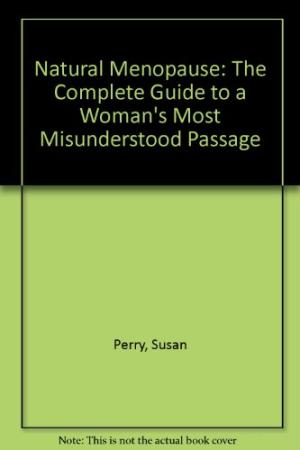 Natural Menopause: The
Complete Guide to a
Woman's Most
Misunderstood Passage
Perry, Susan
Note: This is not the actual book cover